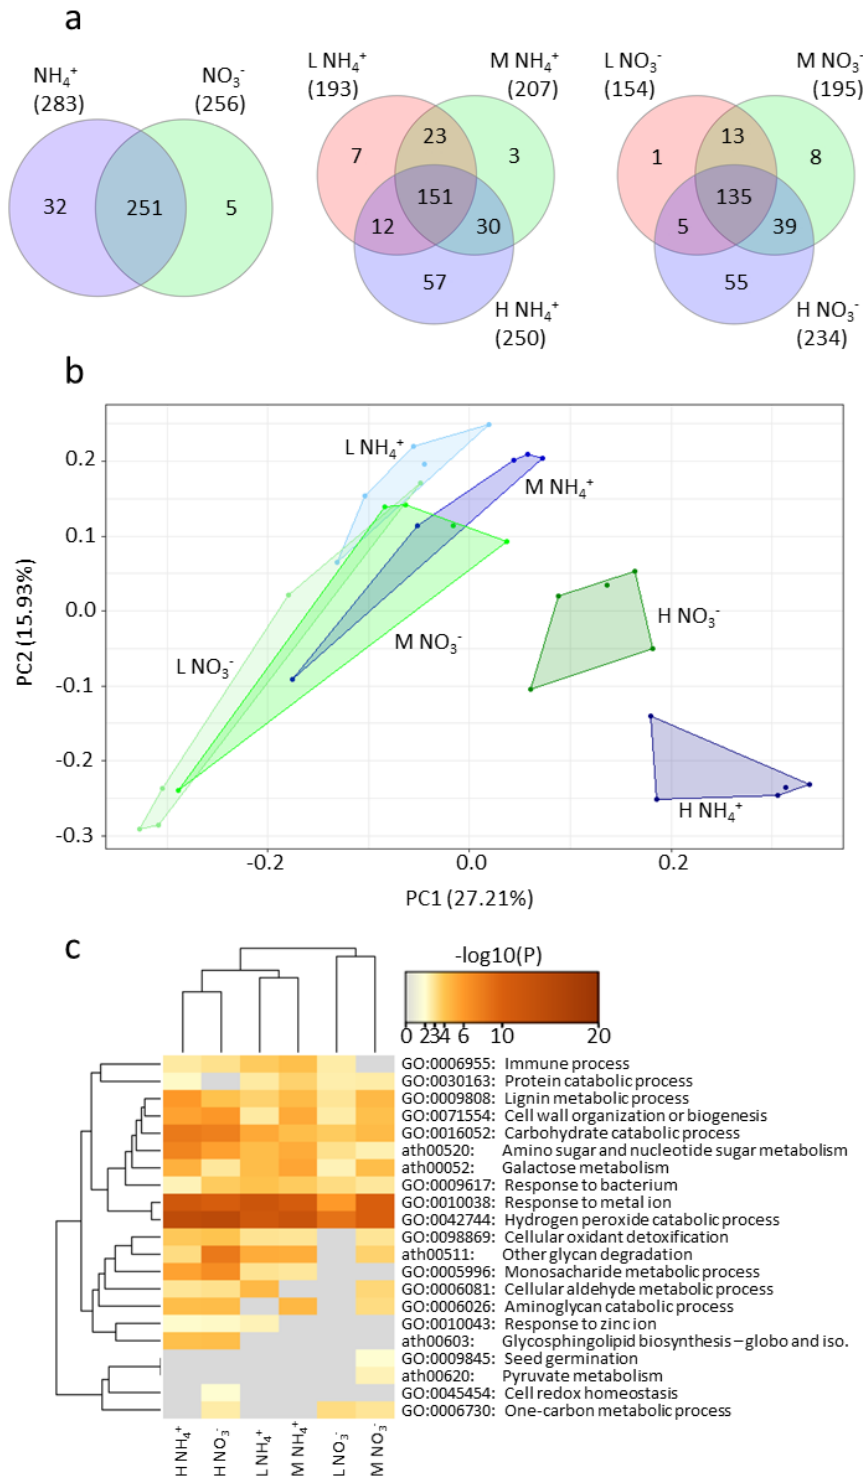 a
NH₄⁺
(283)
NO₃⁻
(256)
32
251
5
L NH₄⁺
(193)
M NH₄⁺
(207)
7
23
3
151
12
30
57
H NH₄⁺
(250)
L NO₃⁻
(154)
M NO₃⁻
(195)
1
13
8
135
5
39
55
H NO₃⁻
(234)
b
L NH₄⁺
M NH₄⁺
H NO₃⁻
M NO₃⁻
L NO₃⁻
H NH₄⁺
0.2
0.1
0.0
-0.1
-0.2
-0.3
PC2 (15.93%)
-0.2
0.0
0.2
PC1 (27.21%)
c
-log10(P)
0 2 3 4 6 10 20
GO:0006955: Immune process
GO:0030163: Protein catabolic process
GO:0009808: Lignin metabolic process
GO:0071554: Cell wall organization or biogenesis
GO:0016052: Carbohydrate catabolic process
ath00520: Amino sugar and nucleotide sugar metabolism
ath00052: Galactose metabolism
GO:0009617: Response to bacterium
GO:0010038: Response to metal ion
GO:0042744: Hydrogen peroxide catabolic process
GO:0098869: Cellular oxidant detoxification
ath00511: Other glycan degradation
GO:0005996: Monosacharide metabolic process
GO:0006081: Cellular aldehyde metabolic process
GO:0006026: Aminoglycan catabolic process
GO:0010043: Response to zinc ion
ath00603: Glycosphingolipid biosynthesis – globo and iso.
GO:0009845: Seed germination
ath00620: Pyruvate metabolism
GO:0045454: Cell redox homeostasis
GO:0006730: One-carbon metabolic process
H NH₄⁺
H NO₃⁻
L NH₄⁺
M NH₄⁺
L NO₃⁻
M NO₃⁻